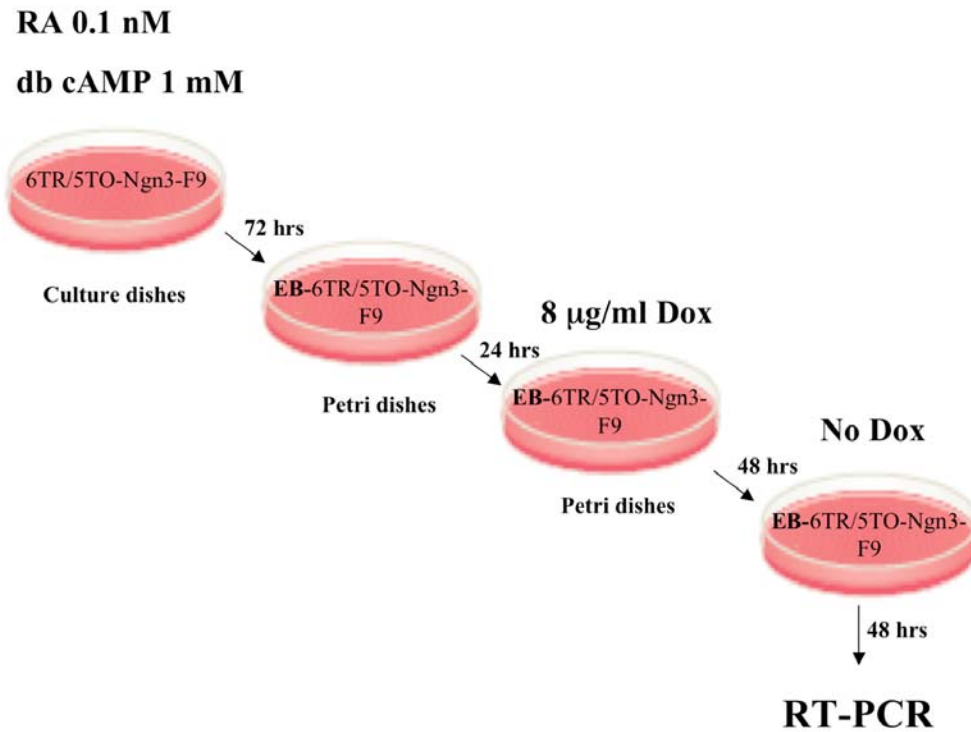 RA 0.1 nM
db cAMP 1 mM
6TR/5TO-Ngn3-F9
72 hrs
Culture dishes
EB-6TR/5TO-Ngn3-
F9
8 μg/ml Dox
24 hrs
Petri dishes
EB-6TR/5TO-Ngn3-
F9
No Dox
48 hrs
Petri dishes
EB-6TR/5TO-Ngn3-
F9
48 hrs
RT-PCR